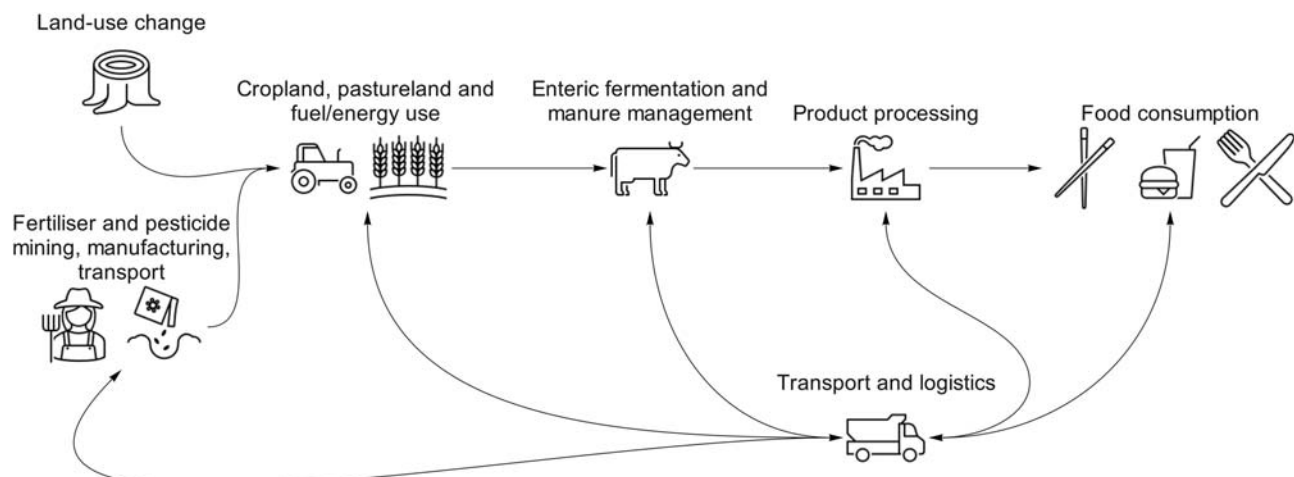 Land-use change
Cropland, pastureland and
fuel/energy use
Enteric fermentation and
manure management
Product processing
Food consumption
Fertiliser and pesticide
mining, manufacturing,
transport
Transport and logistics